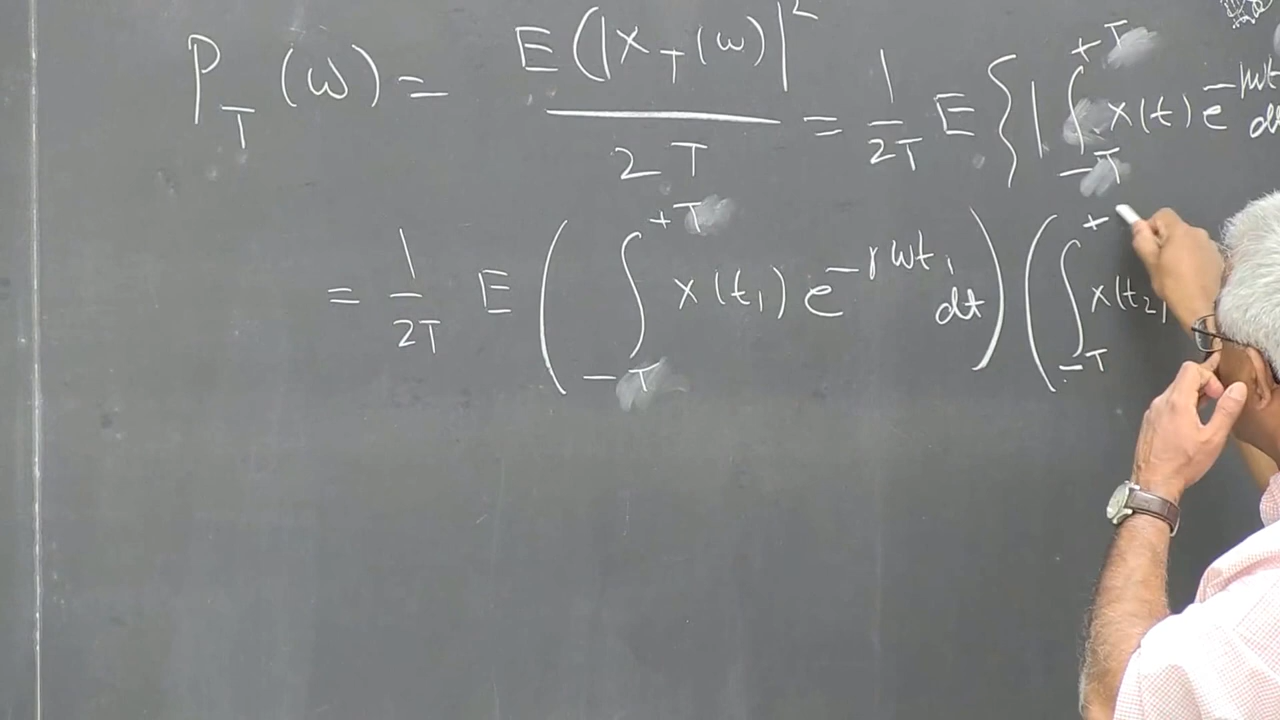 P_T (ω) = E(|X_T(ω)|² / 2T = 1/2T E { | ∫_{-T}^{+T} x(t) e^{-jωt} dt
= 1/2T E ( ∫_{-T}^{+T} x(t₁) e^{-jωt₁} dt ) ( ∫_{-T}^{+} x(t₂)